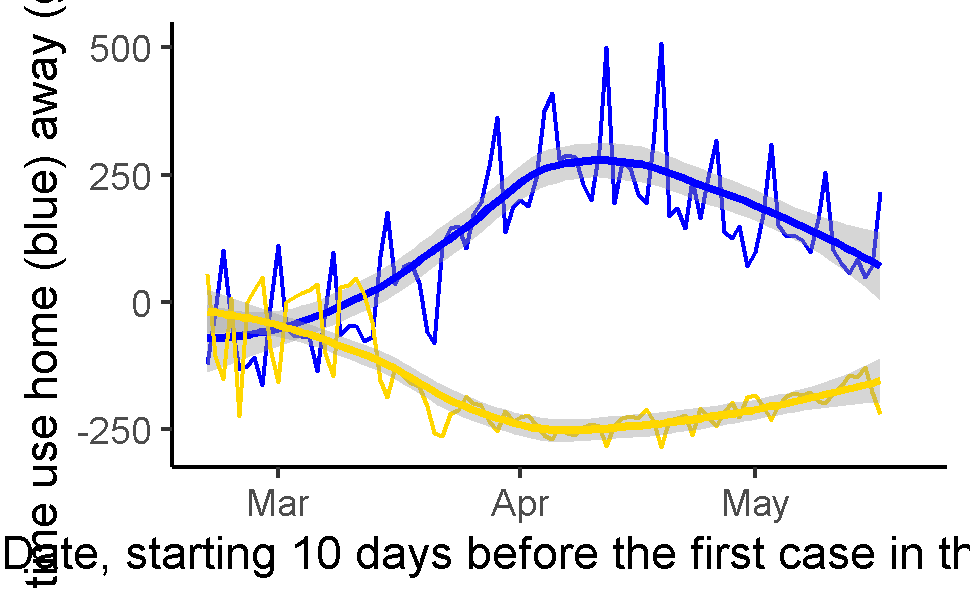 time use home (blue) away (
500
250
0
-250
Mar
Apr
May
Date, starting 10 days before the first case in th